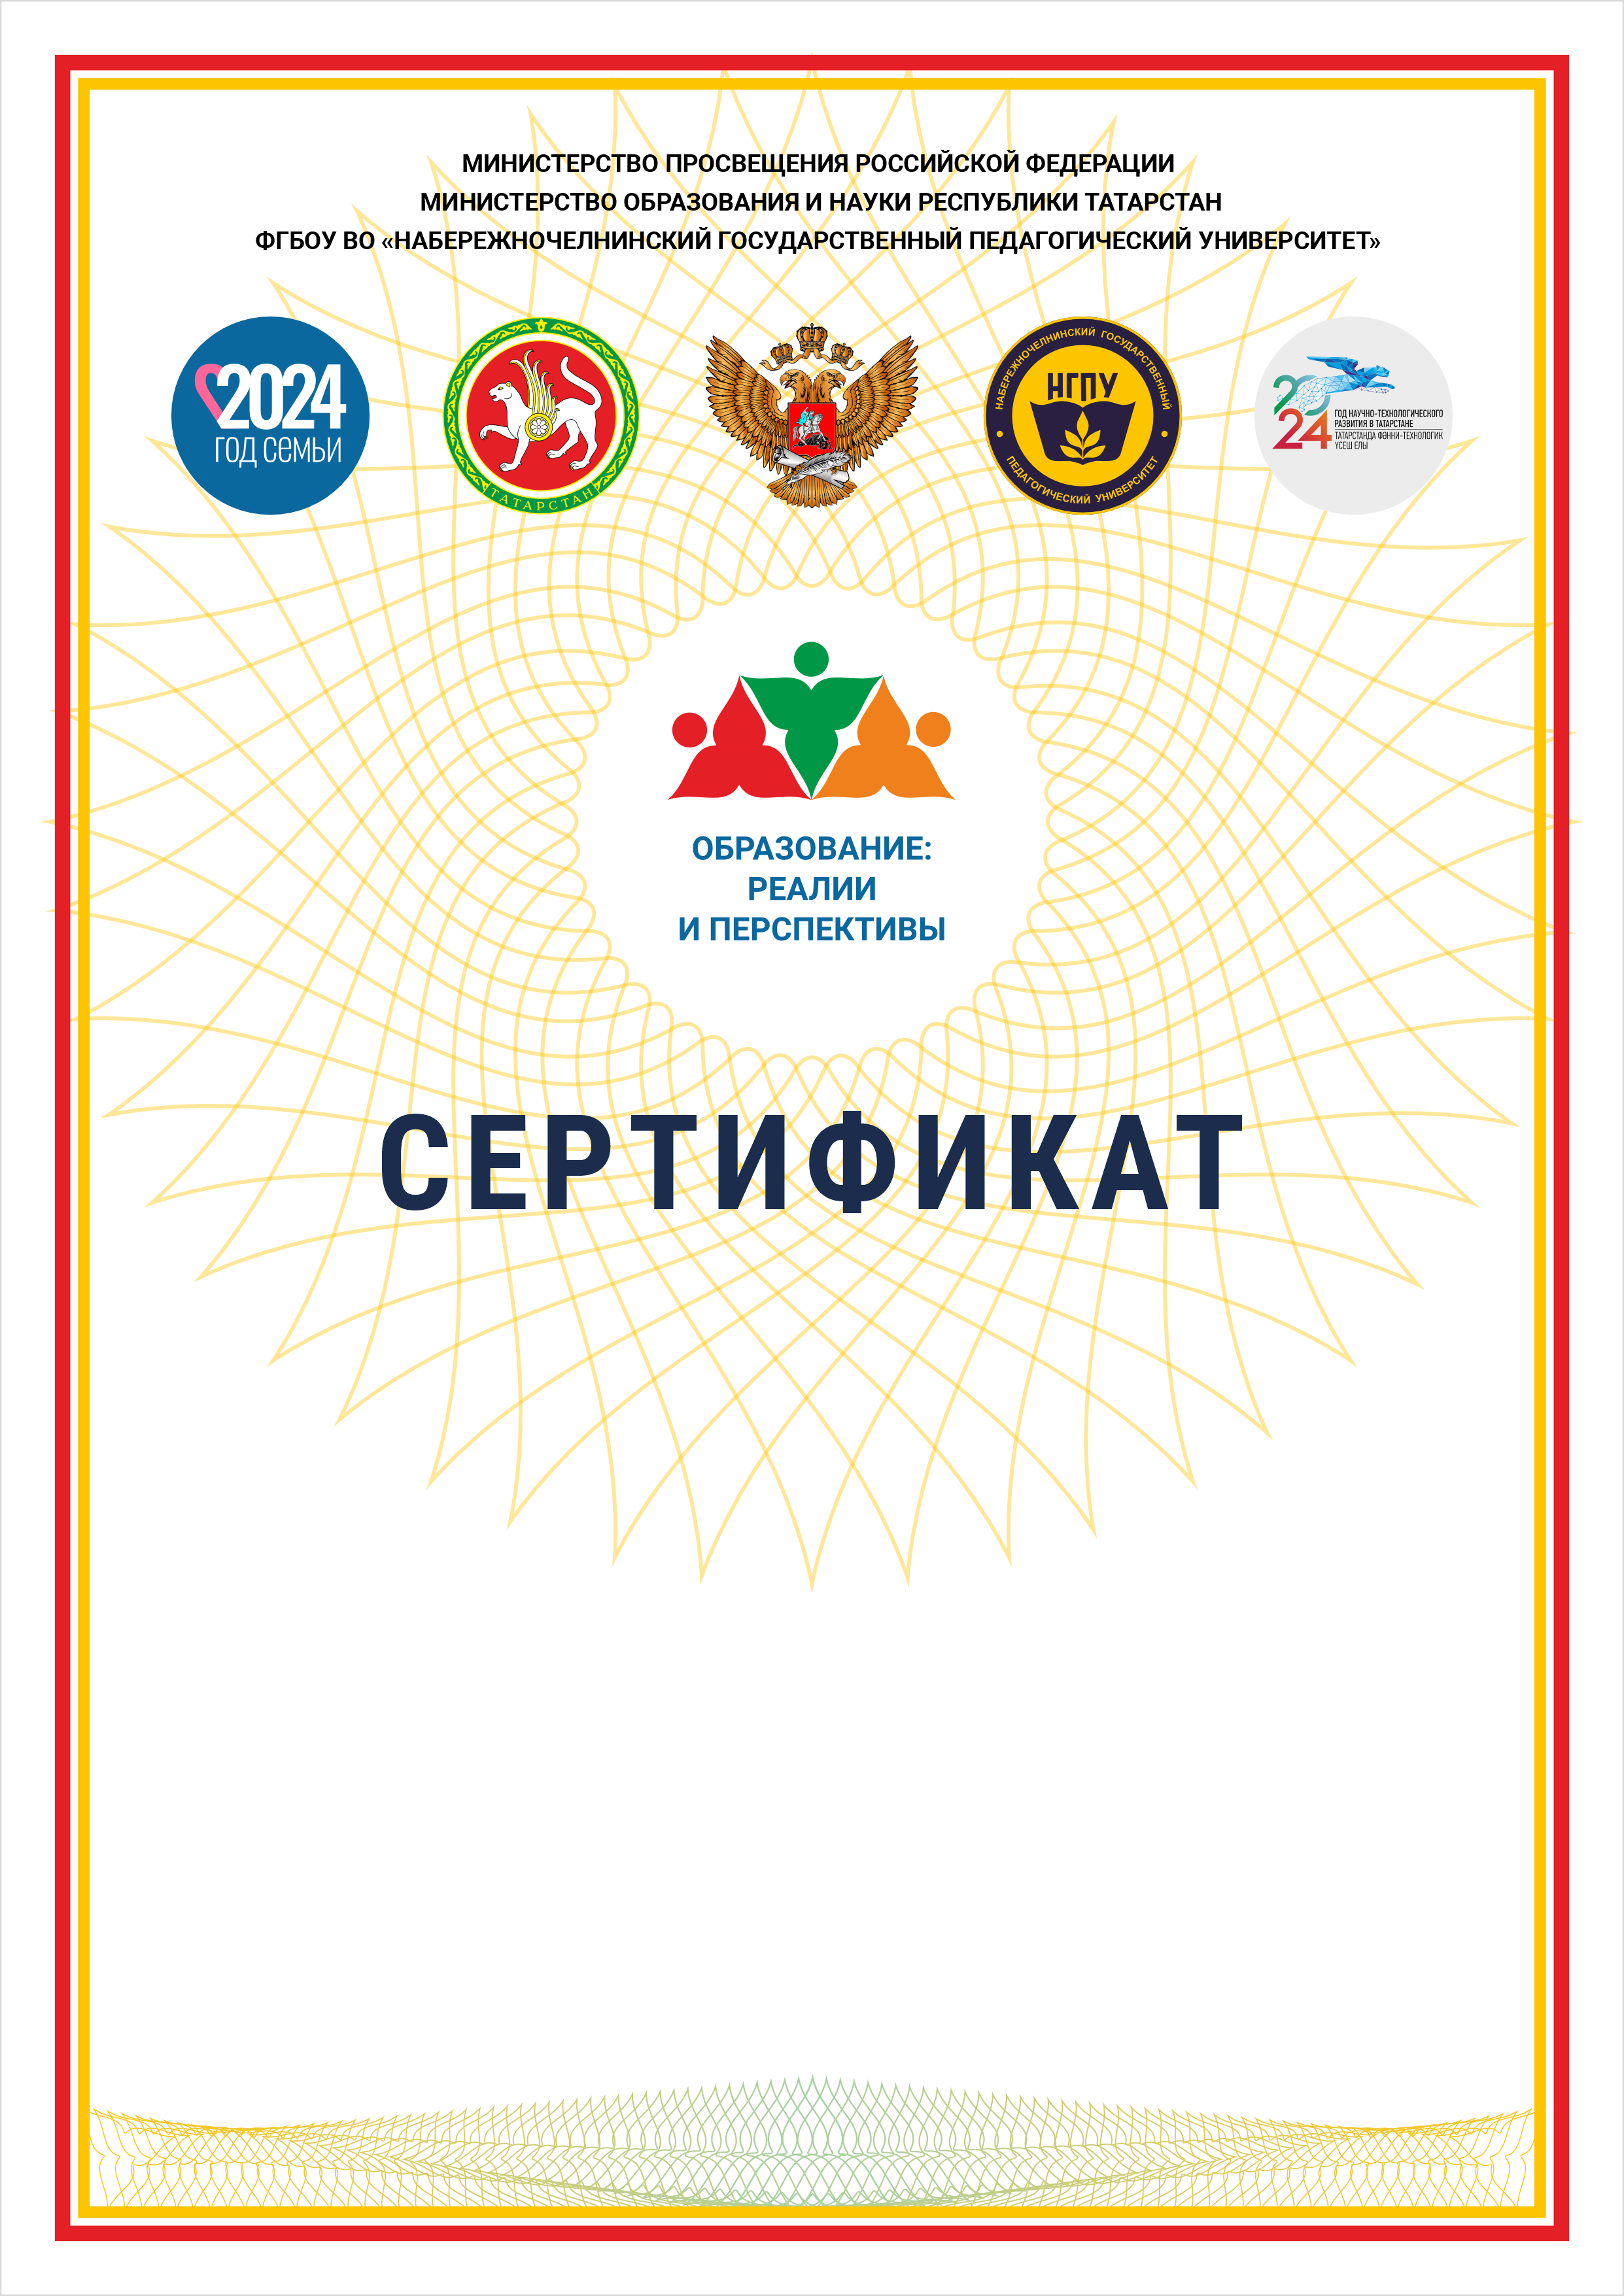 МИНИСТЕРСТВО ПРОСВЕЩЕНИЯ РОССИЙСКОЙ ФЕДЕРАЦИИ
МИНИСТЕРСТВО ОБРАЗОВАНИЯ И НАУКИ РЕСПУБЛИКИ ТАТАРСТАН
ФГБОУ ВО «НАБЕРЕЖНОЧЕЛНИНСКИЙ ГОСУДАРСТВЕННЫЙ ПЕДАГОГИЧЕСКИЙ УНИВЕРСИТЕТ»
2024
ГОД СЕМЬИ
ТАТАРСТАН
НАБЕРЕЖНОЧЕЛНИНСКИЙ ГОСУДАРСТВЕННЫЙ
НГПУ
ПЕДАГОГИЧЕСКИЙ УНИВЕРСИТЕТ
20
24
ГОД НАУЧНО-ТЕХНОЛОГИЧЕСКОГО
РАЗВИТИЯ В ТАТАРСТАНЕ
ТАТАРСТАНДА ФӘННИ-ТЕХНОЛОГИК
ҮСЕШ ЕЛЫ
ОБРАЗОВАНИЕ:
РЕАЛИИ
И ПЕРСПЕКТИВЫ
СЕРТИФИКАТ